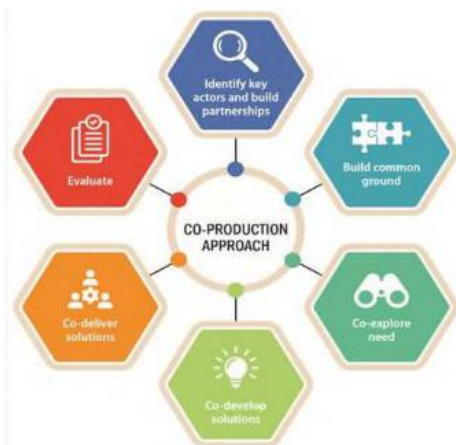 Identify key
actors and build
partnerships
Build common
ground
Co-explore
need
Co-develop
solutions
Co-deliver
solutions
Evaluate
CO-PRODUCTION
APPROACH